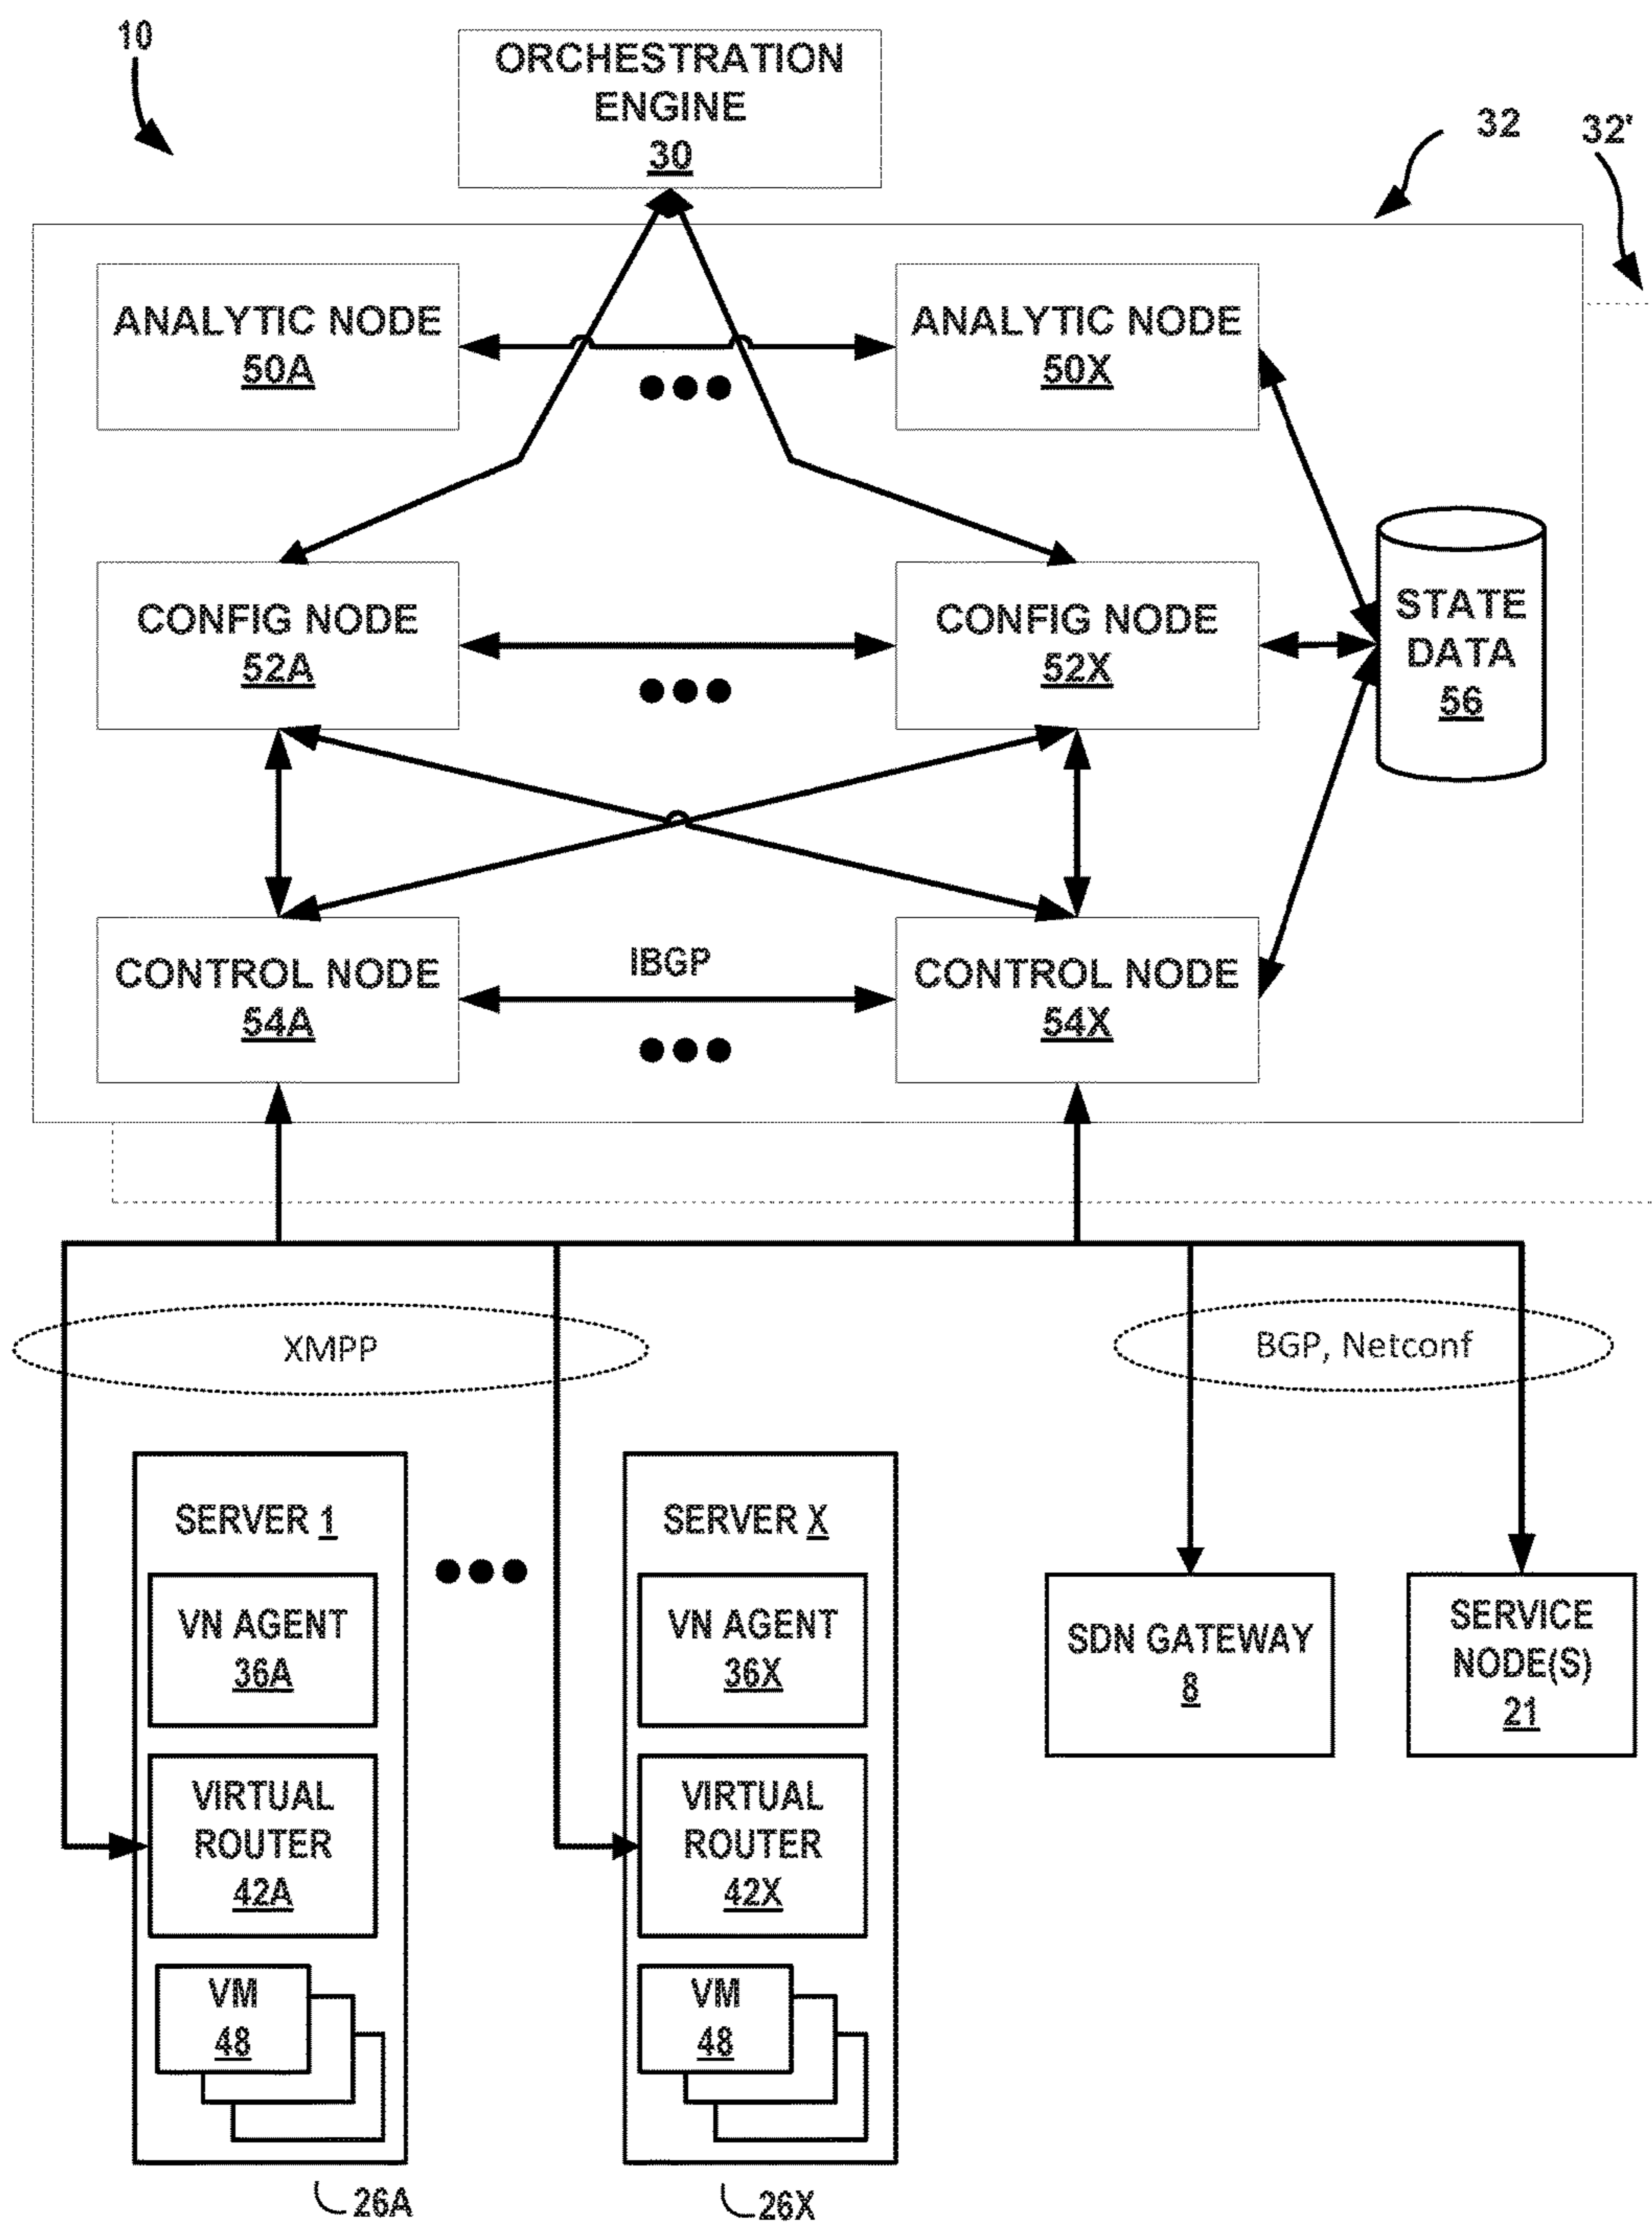 10
ORCHESTRATION
ENGINE
30
32
32'
ANALYTIC NODE
50A
ANALYTIC NODE
50X
CONFIG NODE
52A
CONFIG NODE
52X
STATE
DATA
56
CONTROL NODE
54A
IBGP
CONTROL NODE
54X
XMPP
BGP, Netconf
SERVER 1
VN AGENT
36A
VIRTUAL
ROUTER
42A
VM
48
26A
SERVER X
VN AGENT
36X
VIRTUAL
ROUTER
42X
VM
48
26X
SDN GATEWAY
8
SERVICE
NODE(S)
21